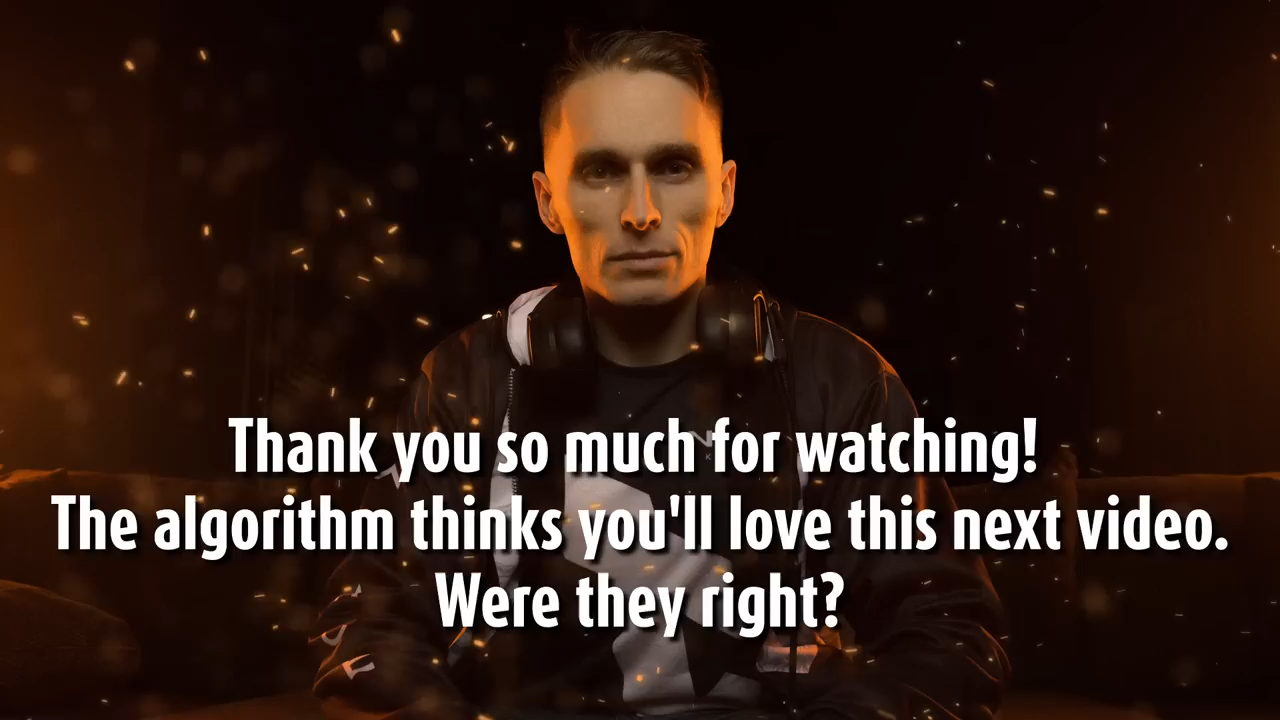 Thank you so much for watching!
The algorithm thinks you'll love this next video.
Were they right?